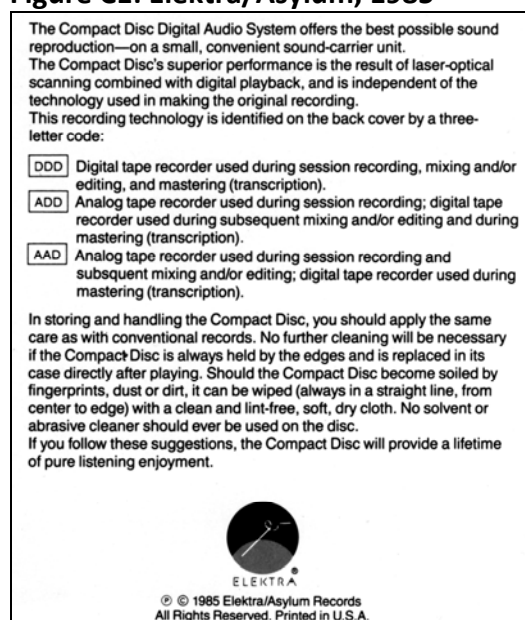 Figure C2: Elektra/Asylum, 1985
The Compact Disc Digital Audio System offers the best possible sound
reproduction—on a small, convenient sound-carrier unit.
The Compact Disc's superior performance is the result of laser-optical
scanning combined with digital playback, and is independent of the
technology used in making the original recording.
This recording technology is identified on the back cover by a three-
letter code:
DDD Digital tape recorder used during session recording, mixing and/or
editing, and mastering (transcription).
ADD Analog tape recorder used during session recording; digital tape
recorder used during subsequent mixing and/or editing and during
mastering (transcription).
AAD Analog tape recorder used during session recording and
subsquent mixing and/or editing; digital tape recorder used during
mastering (transcription).
In storing and handling the Compact Disc, you should apply the same
care as with conventional records. No further cleaning will be necessary
if the Compact Disc is always held by the edges and is replaced in its
case directly after playing. Should the Compact Disc become soiled by
fingerprints, dust or dirt, it can be wiped (always in a straight line, from
center to edge) with a clean and lint-free, soft, dry cloth. No solvent or
abrasive cleaner should ever be used on the disc.
If you follow these suggestions, the Compact Disc will provide a lifetime
of pure listening enjoyment.
ELEKTRA ®
℗ © 1985 Elektra/Asylum Records
All Rights Reserved. Printed in U.S.A.